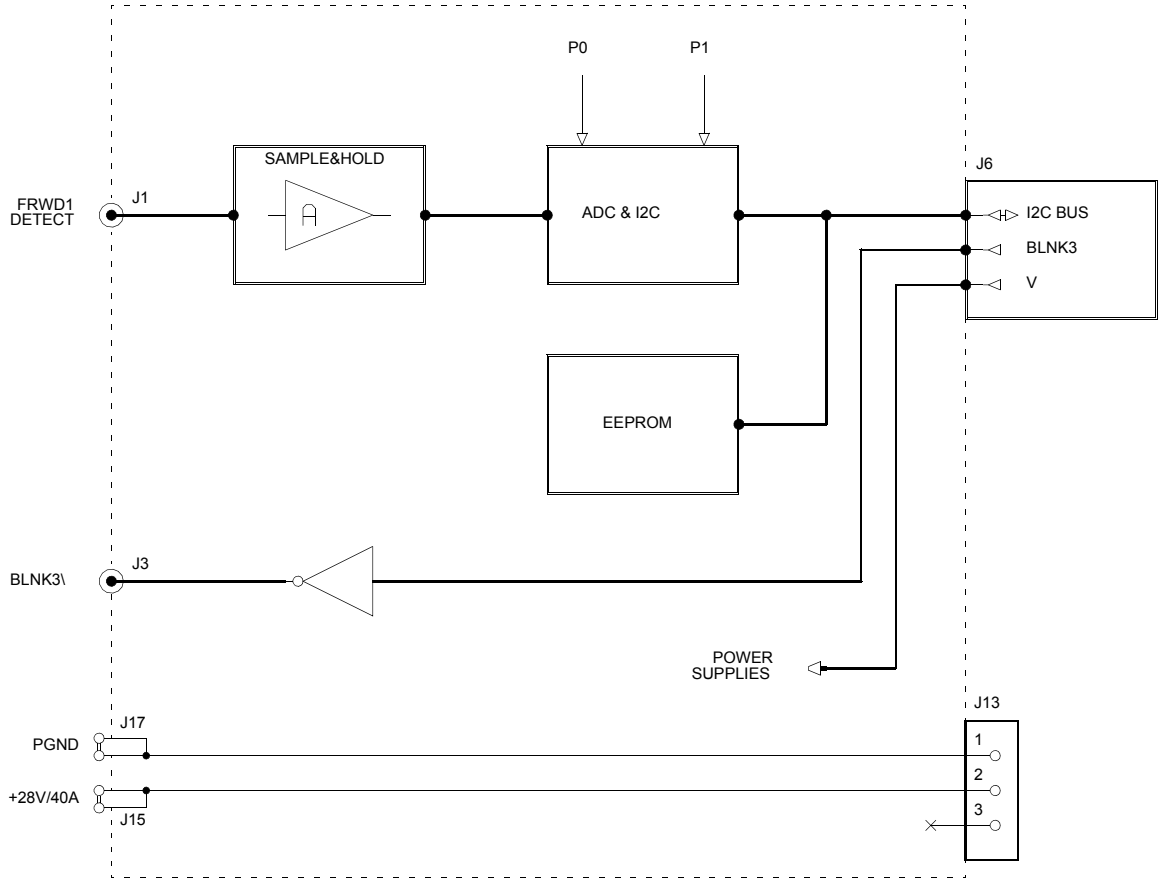 P0
P1
SAMPLE&HOLD
A
ADC & I2C
J6
I2C BUS
BLNK3
V
J1
FRWD1
DETECT
EEPROM
J3
BLNK3\
POWER
SUPPLIES
J13
J17
PGND
1
2
+28V/40A
3
J15